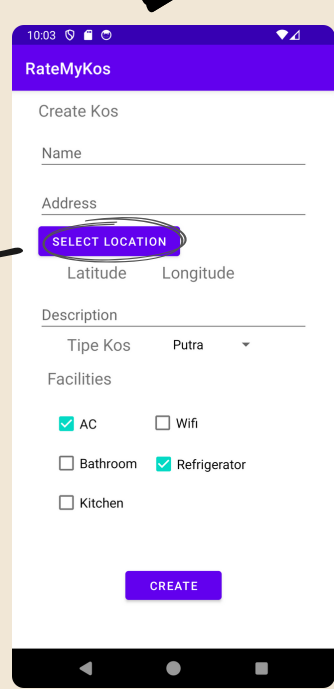 10:03
RateMyKos
Create Kos
Name
Address
SELECT LOCATION
Latitude Longitude
Description
Tipe Kos Putra
Facilities
AC Wifi
Bathroom Refrigerator
Kitchen
CREATE